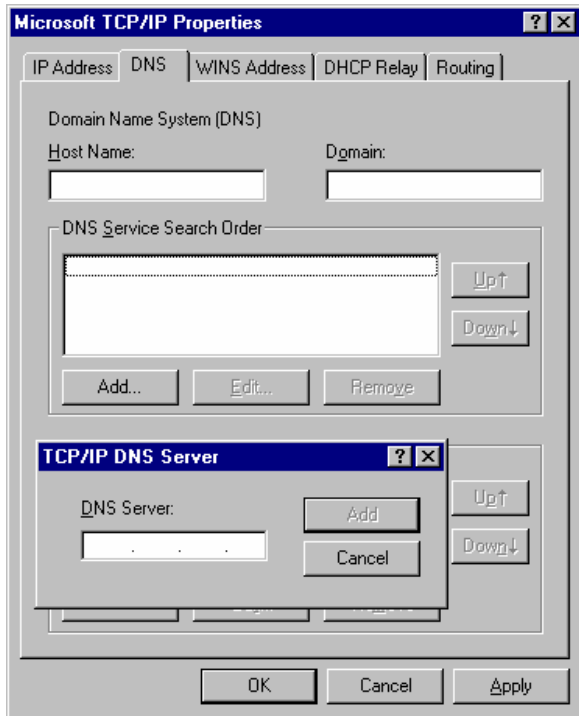 Microsoft TCP/IP Properties
IP Address DNS WINS Address DHCP Relay Routing
Domain Name System (DNS)
Host Name: Domain:
DNS Service Search Order
Up↑
Down↓
Add... Edit... Remove
TCP/IP DNS Server
DNS Server:
Add
. . .
Cancel
Up↑
Down↓
OK Cancel Apply